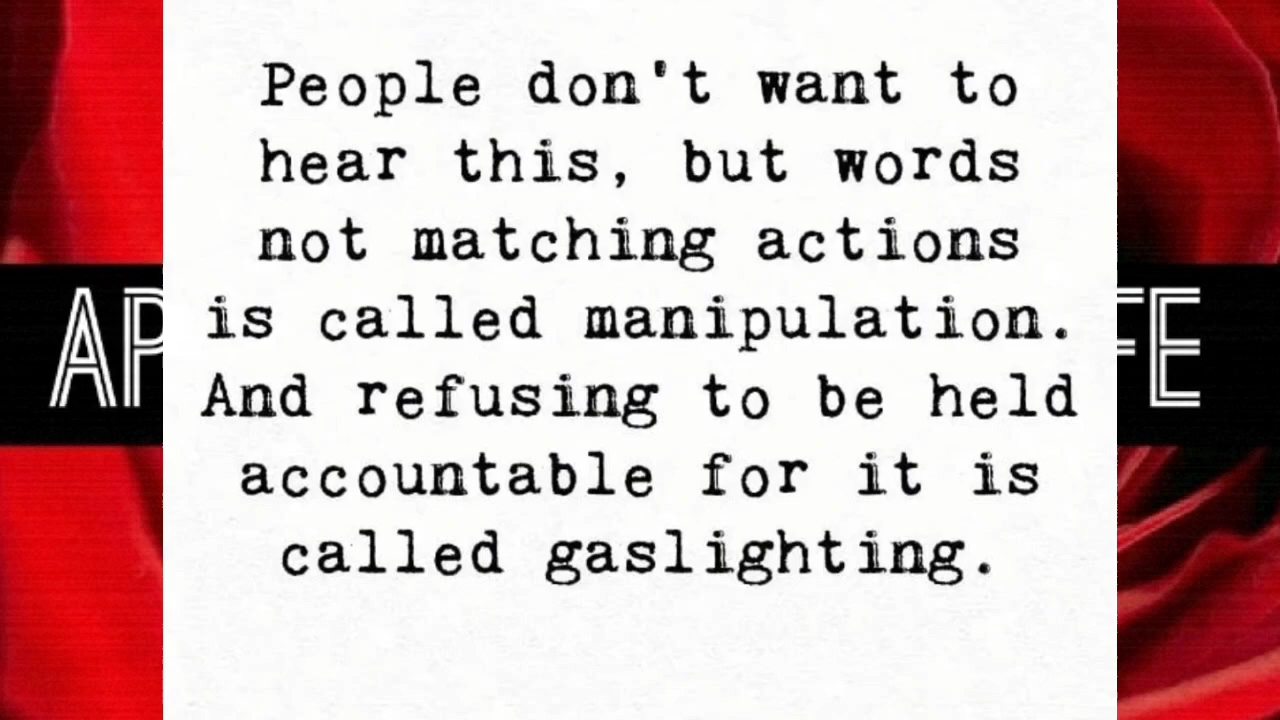 People don't want to
hear this, but words
not matching actions
is called manipulation.
And refusing to be held
accountable for it is
called gaslighting.